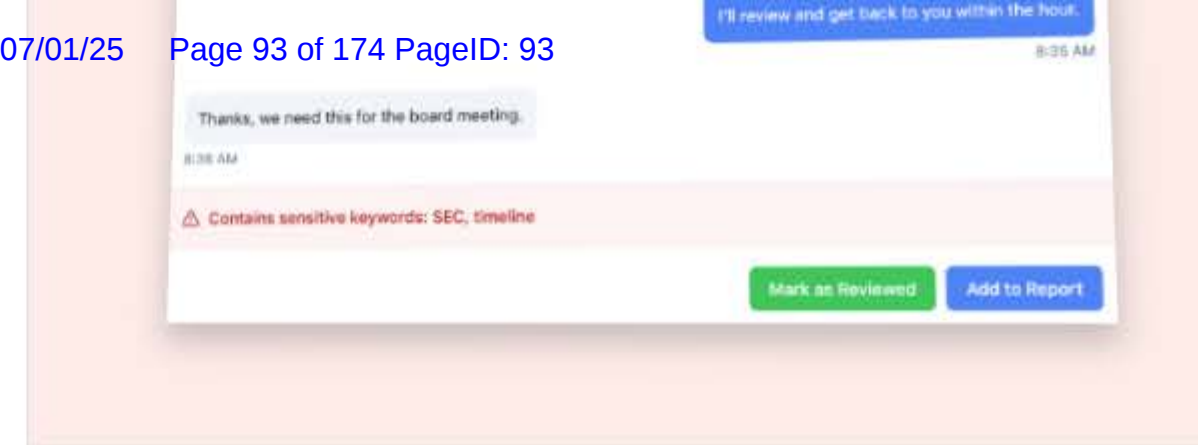 I'll review and get back to you within the hour.
07/01/25 Page 93 of 174 PageID: 93
8:35 AM
Thanks, we need this for the board meeting.
8:38 AM
Contains sensitive keywords: SEC, timeline
Mark as Reviewed
Add to Report